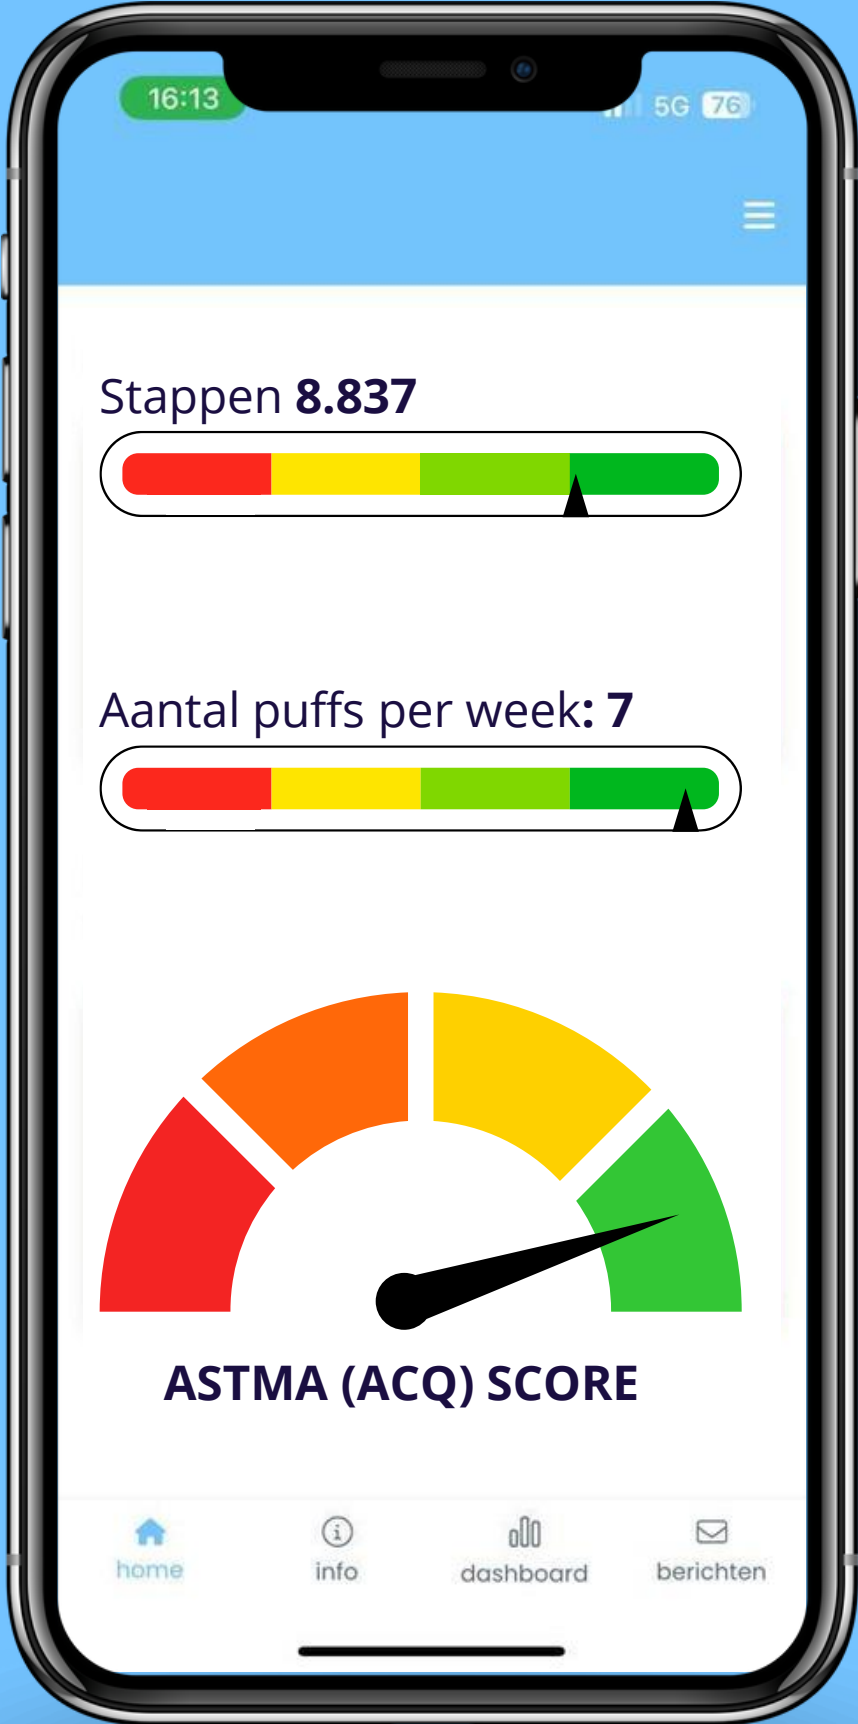 16:13
5G 76
Stappen 8.837
Aantal puffs per week: 7
ASTMA (ACQ) SCORE
home info dashboard berichten